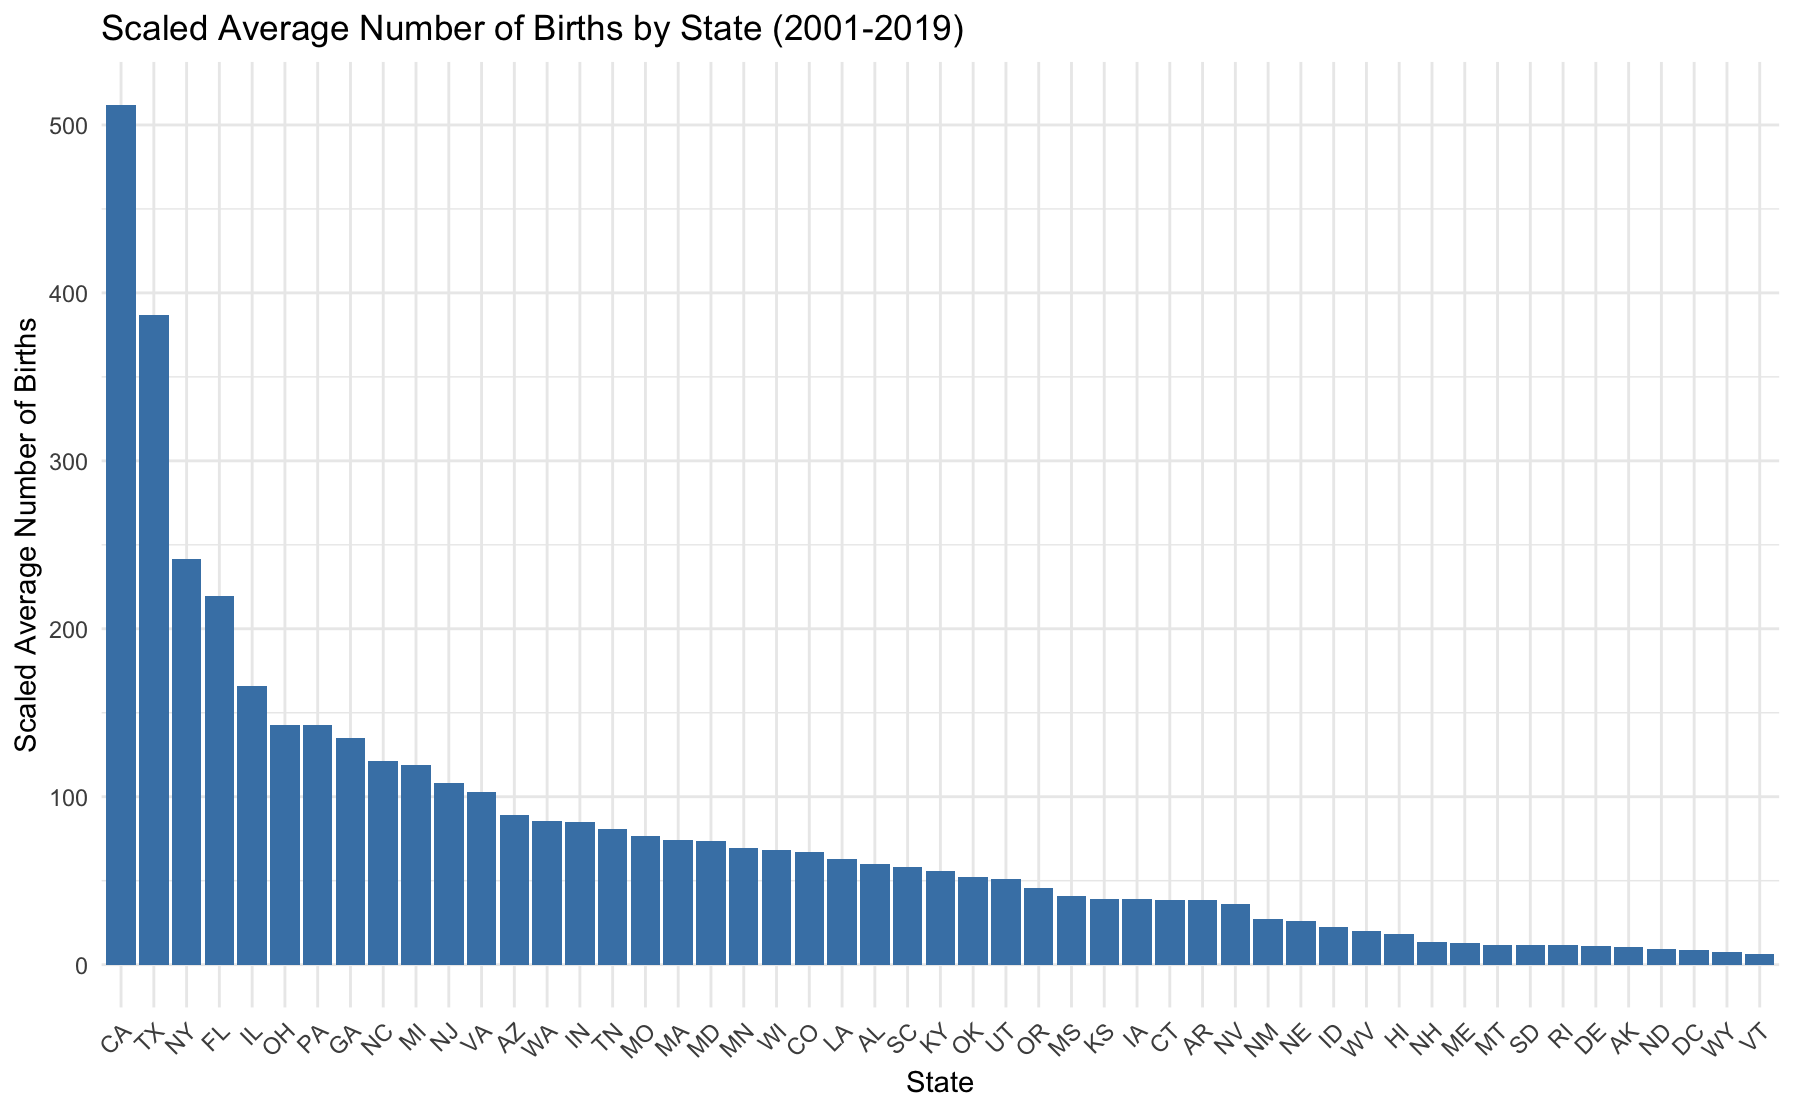 Scaled Average Number of Births by State (2001-2019)
Scaled Average Number of Births
500
400
300
200
100
0
CA TX NY FL IL OH PA GA NC MI NJ VA AZ WA IN TN MO MA MD MN WI CO LA AL SC KY OK UT OR MS KS IA CT AR NV NM NE ID WV HI NH ME MT SD RI DE AK ND DC WY VT
State